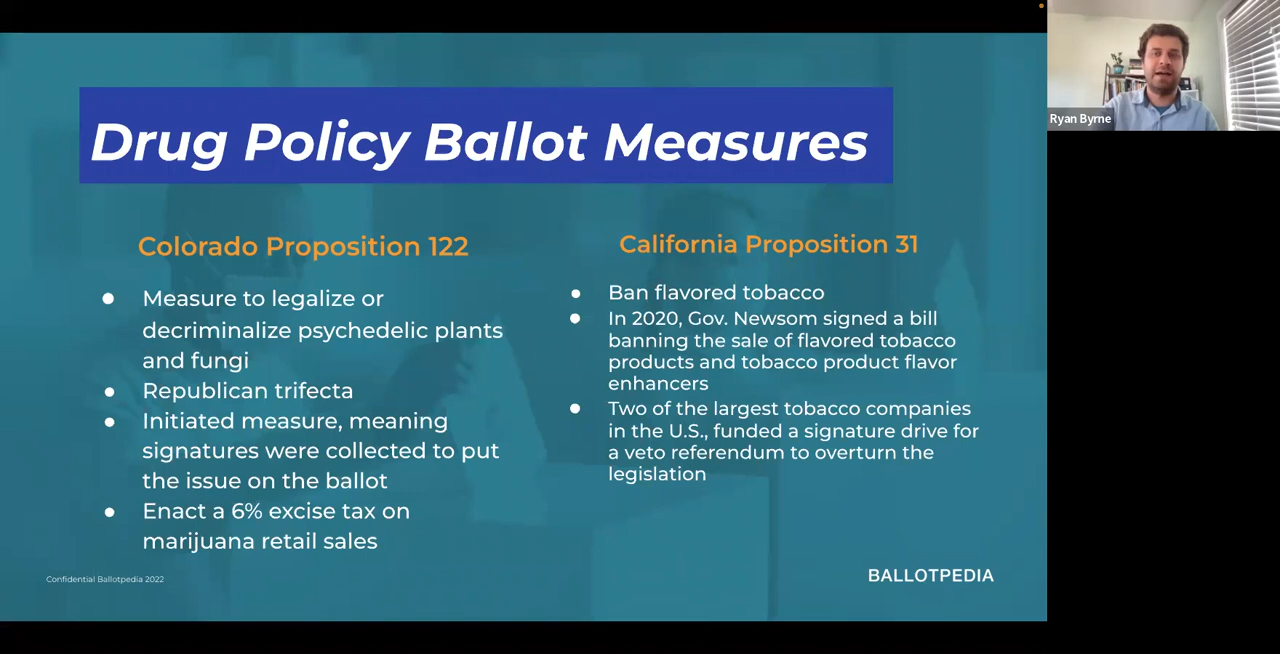 Drug Policy Ballot Measures
Colorado Proposition 122
● Measure to legalize or
decriminalize psychedelic plants
and fungi
● Republican trifecta
● Initiated measure, meaning
signatures were collected to put
the issue on the ballot
● Enact a 6% excise tax on
marijuana retail sales
California Proposition 31
● Ban flavored tobacco
● In 2020, Gov. Newsom signed a bill
banning the sale of flavored tobacco
products and tobacco product flavor
enhancers
● Two of the largest tobacco companies
in the U.S., funded a signature drive for
a veto referendum to overturn the
legislation
Confidential Ballotpedia 2022
BALLOTPEDIA
Ryan Byrne